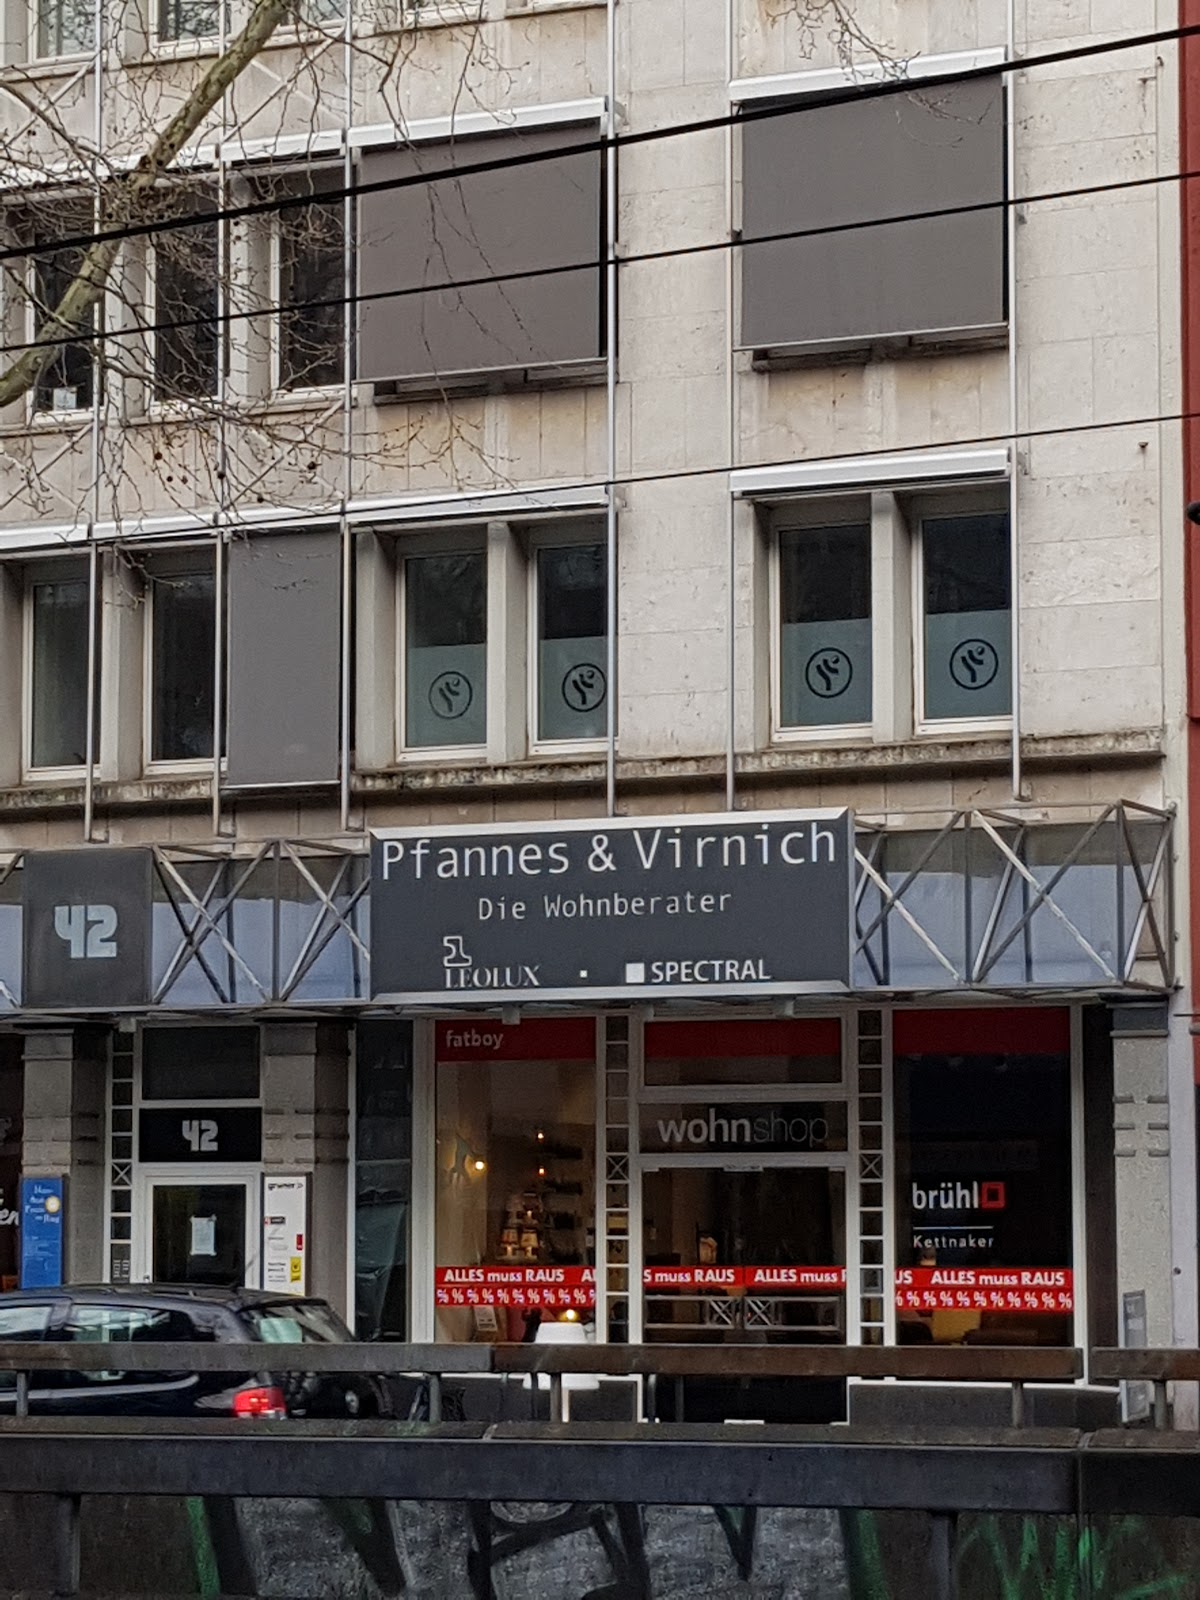 Pfannes & Virnich
Die Wohnberater
LEOLUX · SPECTRAL
42
fatboy
wohnshop
42
brühl
Kettnaker
ALLES muss RAUS
% % % % % % % % % %
S muss RAUS ALLES muss
US ALLES muss RAUS
% % % % % % % % % % % %